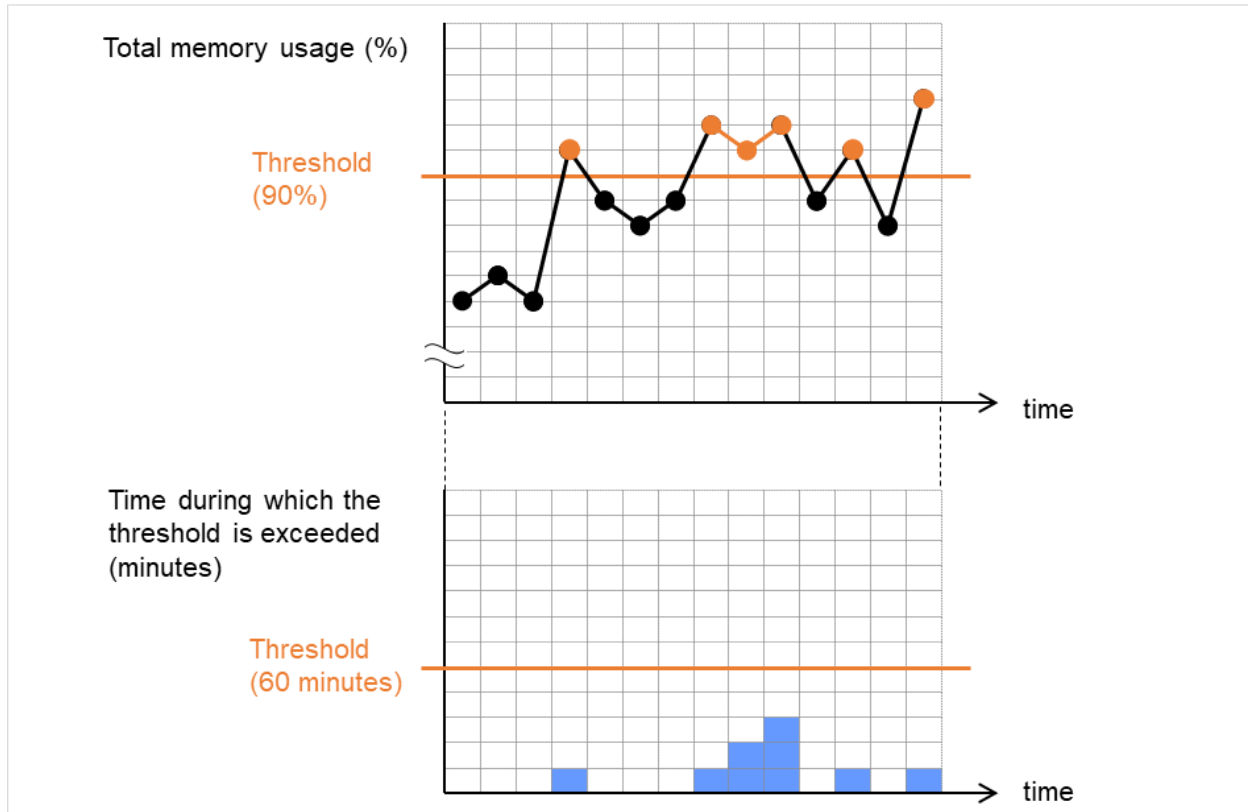 Total memory usage (%)
Threshold
(90%)
time
Time during which the
threshold is exceeded
(minutes)
Threshold
(60 minutes)
time